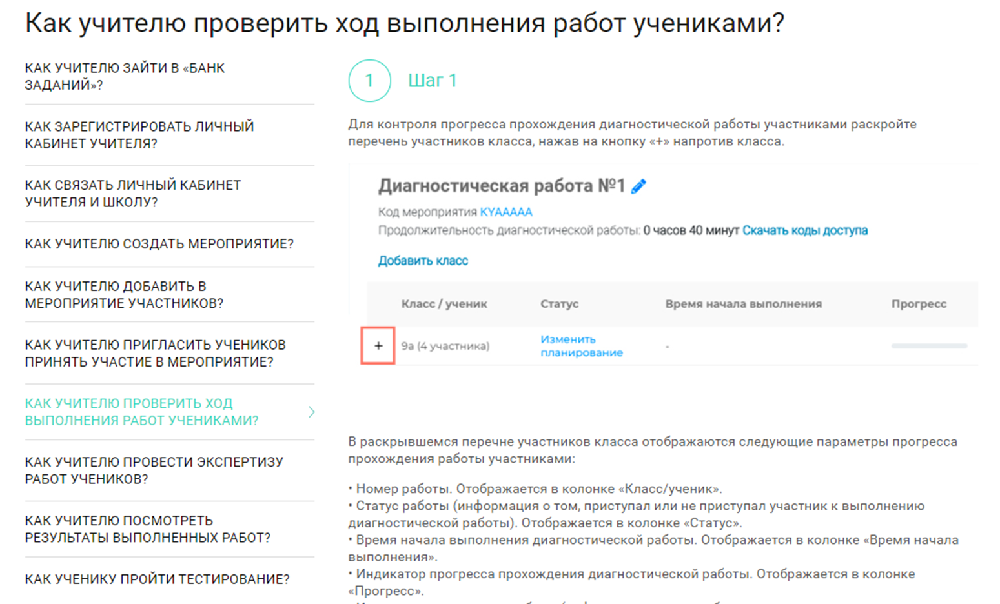 Как учителю проверить ход выполнения работ учениками?
КАК УЧИТЕЛЮ ЗАЙТИ В «БАНК
ЗАДАНИЙ»?
КАК ЗАРЕГИСТРИРОВАТЬ ЛИЧНЫЙ
КАБИНЕТ УЧИТЕЛЯ?
КАК СВЯЗАТЬ ЛИЧНЫЙ КАБИНЕТ
УЧИТЕЛЯ И ШКОЛУ?
КАК УЧИТЕЛЮ СОЗДАТЬ МЕРОПРИЯТИЕ?
КАК УЧИТЕЛЮ ДОБАВИТЬ В
МЕРОПРИЯТИЕ УЧАСТНИКОВ?
КАК УЧИТЕЛЮ ПРИГЛАСИТЬ УЧЕНИКОВ
ПРИНЯТЬ УЧАСТИЕ В МЕРОПРИЯТИЕ?
КАК УЧИТЕЛЮ ПРОВЕРИТЬ ХОД
ВЫПОЛНЕНИЯ РАБОТ УЧЕНИКАМИ?
КАК УЧИТЕЛЮ ПРОВЕСТИ ЭКСПЕРТИЗУ
РАБОТ УЧЕНИКОВ?
КАК УЧИТЕЛЮ ПОСМОТРЕТЬ
РЕЗУЛЬТАТЫ ВЫПОЛНЕННЫХ РАБОТ?
КАК УЧЕНИКУ ПРОЙТИ ТЕСТИРОВАНИЕ?
1 Шаг 1
Для контроля прогресса прохождения диагностической работы участниками раскройте
перечень участников класса, нажав на кнопку «+» напротив класса.
Диагностическая работа №1
Код мероприятия KYAAAAA
Продолжительность диагностической работы: 0 часов 40 минут Скачать коды доступа
Добавить класс
Класс / ученик Статус Время начала выполнения Прогресс
+ 9а (4 участника) Изменить
планирование -
В раскрывшемся перечне участников класса отображаются следующие параметры прогресса
прохождения работы участниками:
• Номер работы. Отображается в колонке «Класс/ученик».
• Статус работы (информация о том, приступал или не приступал участник к выполнению
диагностической работы). Отображается в колонке «Статус».
• Время начала выполнения диагностической работы. Отображается в колонке «Время начала
выполнения».
• Индикатор прогресса прохождения диагностической работы. Отображается в колонке
«Прогресс».